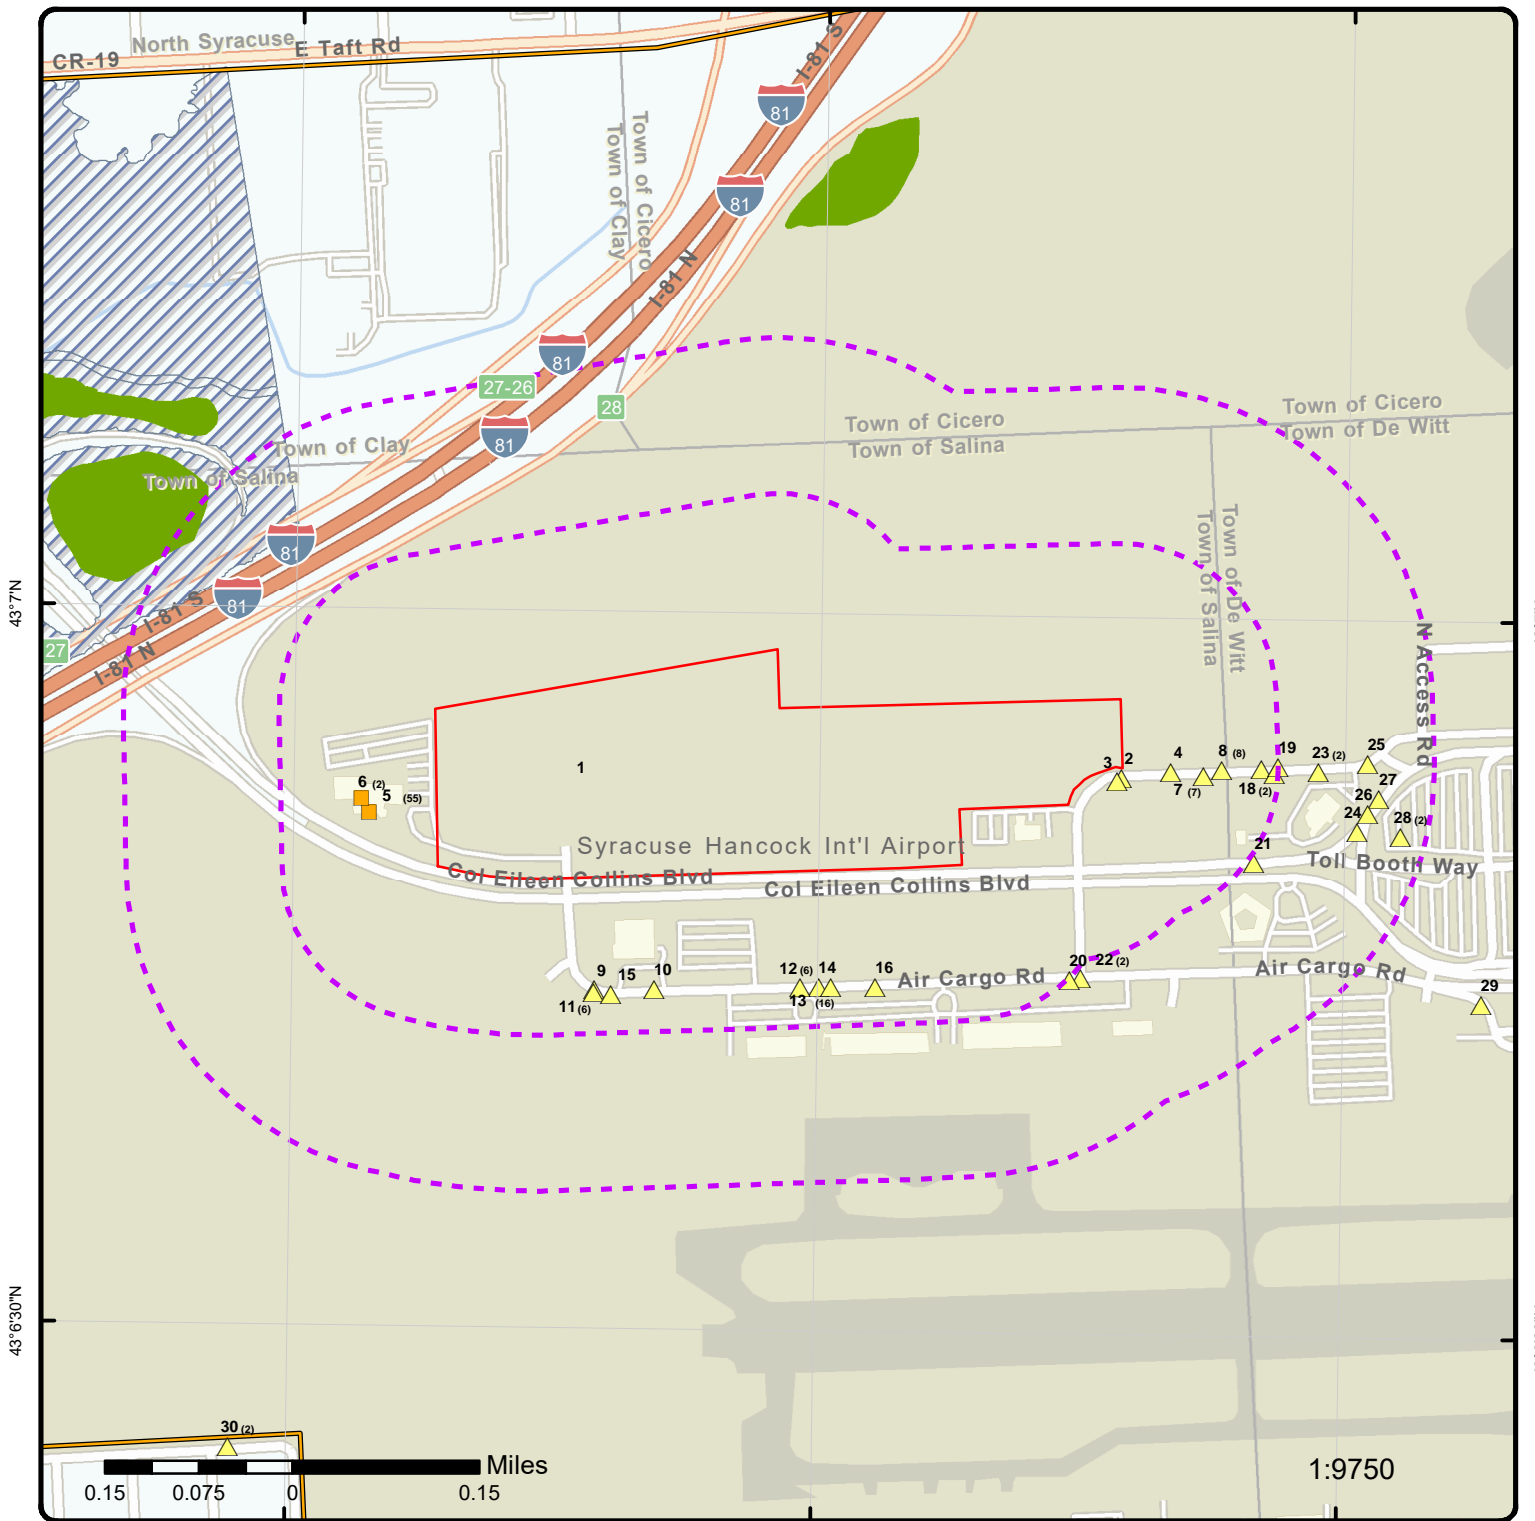 North Syracuse
E Taft Rd
CR-19
I-81 S
81
81
Town of Cicero
Town of Clay
I-81 N
81
27-26
28
81
Town of Clay
Town of Salina
Town of Cicero
Town of Salina
Town of Cicero
Town of De Witt
81
81
I-81 S
I-81 N
27
43°7'N
Town of De Witt
Town of Salina
N Access Rd
1
2
3
4
7 (7)
8 (8)
18 (2)
19
23 (2)
25
6 (2)
5 (55)
27
26
24
28 (2)
21
Syracuse Hancock Int'l Airport
Toll Booth Way
Col Eileen Collins Blvd
Col Eileen Collins Blvd
9
15
10
11 (6)
12 (6)
14
13 (16)
16
Air Cargo Rd
20
22 (2)
Air Cargo Rd
29
43°6'30"N
30 (2)
Miles
0.15
0.075
0
0.15
1:9750